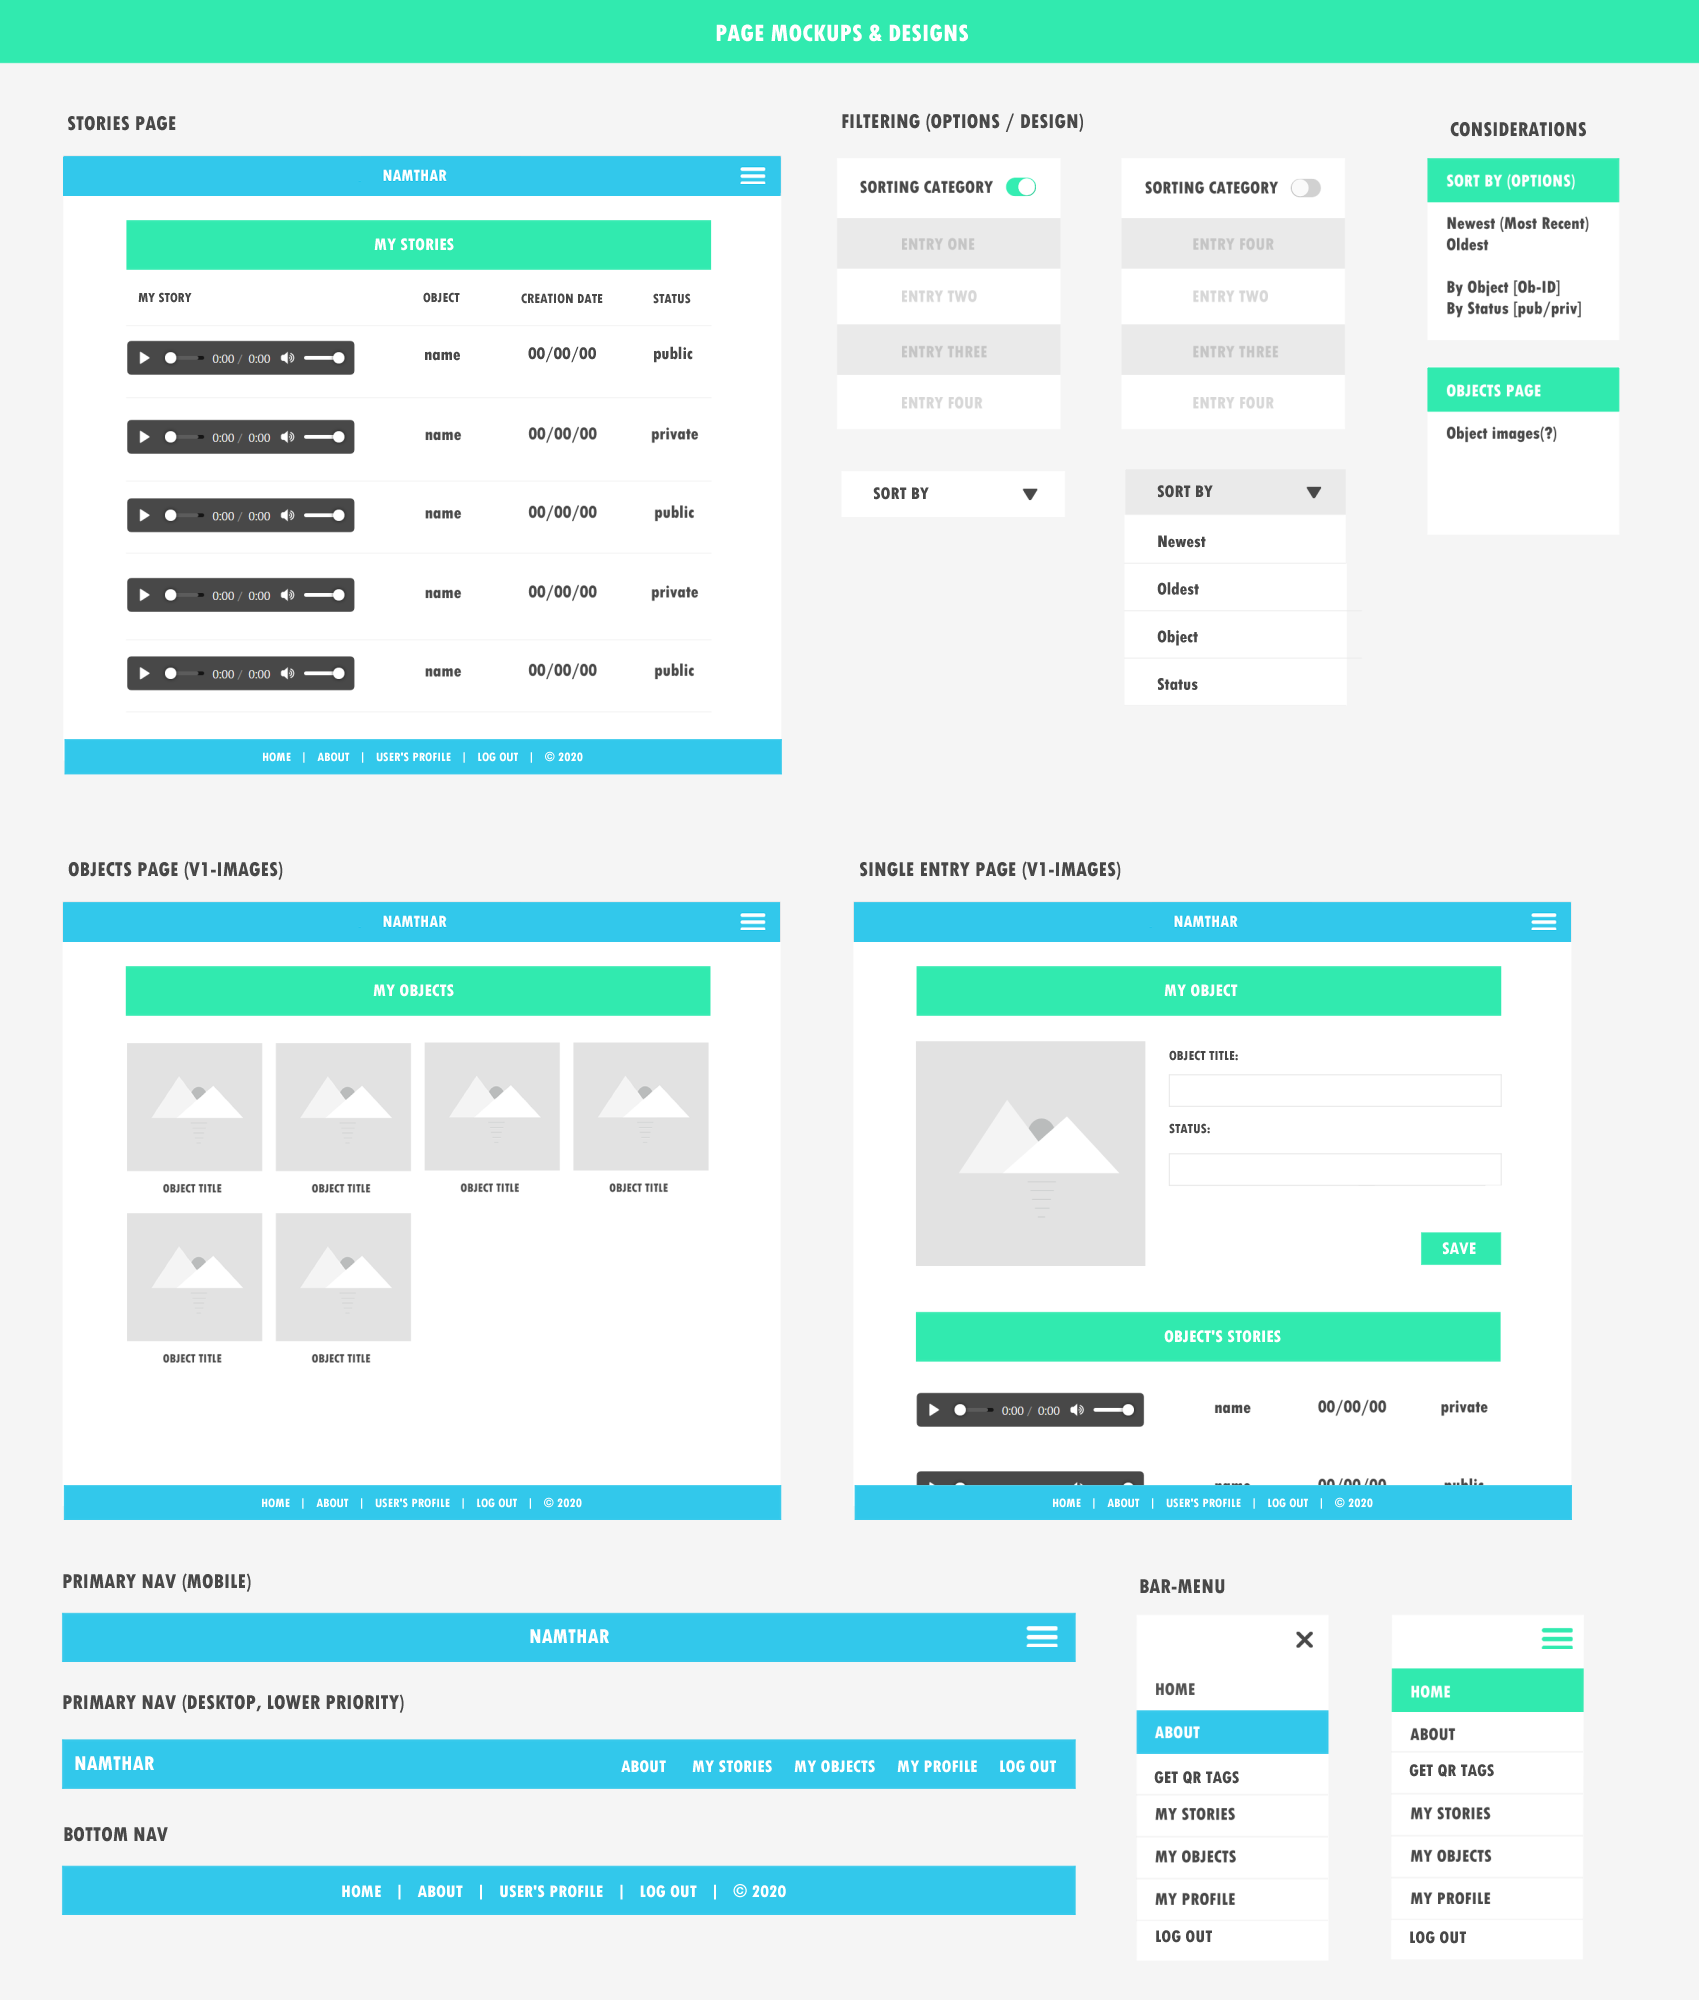 PAGE MOCKUPS & DESIGNS
STORIES PAGE
NAMTHAR
MY STORIES
MY STORY OBJECT CREATION DATE STATUS
0:00 / 0:00 name 00/00/00 public
0:00 / 0:00 name 00/00/00 private
0:00 / 0:00 name 00/00/00 public
0:00 / 0:00 name 00/00/00 private
0:00 / 0:00 name 00/00/00 public
HOME | ABOUT | USER'S PROFILE | LOG OUT | © 2020
FILTERING (OPTIONS / DESIGN)
SORTING CATEGORY
ENTRY ONE
ENTRY TWO
ENTRY THREE
ENTRY FOUR
SORTING CATEGORY
ENTRY FOUR
ENTRY TWO
ENTRY THREE
ENTRY FOUR
SORT BY
SORT BY
Newest
Oldest
Object
Status
CONSIDERATIONS
SORT BY (OPTIONS)
Newest (Most Recent)
Oldest
By Object [Ob-ID]
By Status [pub/priv]
OBJECTS PAGE
Object images(?)
OBJECTS PAGE (V1-IMAGES)
NAMTHAR
MY OBJECTS
OBJECT TITLE OBJECT TITLE OBJECT TITLE OBJECT TITLE
OBJECT TITLE OBJECT TITLE
HOME | ABOUT | USER'S PROFILE | LOG OUT | © 2020
SINGLE ENTRY PAGE (V1-IMAGES)
NAMTHAR
MY OBJECT
OBJECT TITLE:
STATUS:
SAVE
OBJECT'S STORIES
0:00 / 0:00 name 00/00/00 private
name 00/00/00 public
HOME | ABOUT | USER'S PROFILE | LOG OUT | © 2020
PRIMARY NAV (MOBILE)
NAMTHAR
PRIMARY NAV (DESKTOP, LOWER PRIORITY)
NAMTHAR ABOUT MY STORIES MY OBJECTS MY PROFILE LOG OUT
BOTTOM NAV
HOME | ABOUT | USER'S PROFILE | LOG OUT | © 2020
BAR-MENU
HOME
ABOUT
GET QR TAGS
MY STORIES
MY OBJECTS
MY PROFILE
LOG OUT
HOME
ABOUT
GET QR TAGS
MY STORIES
MY OBJECTS
MY PROFILE
LOG OUT